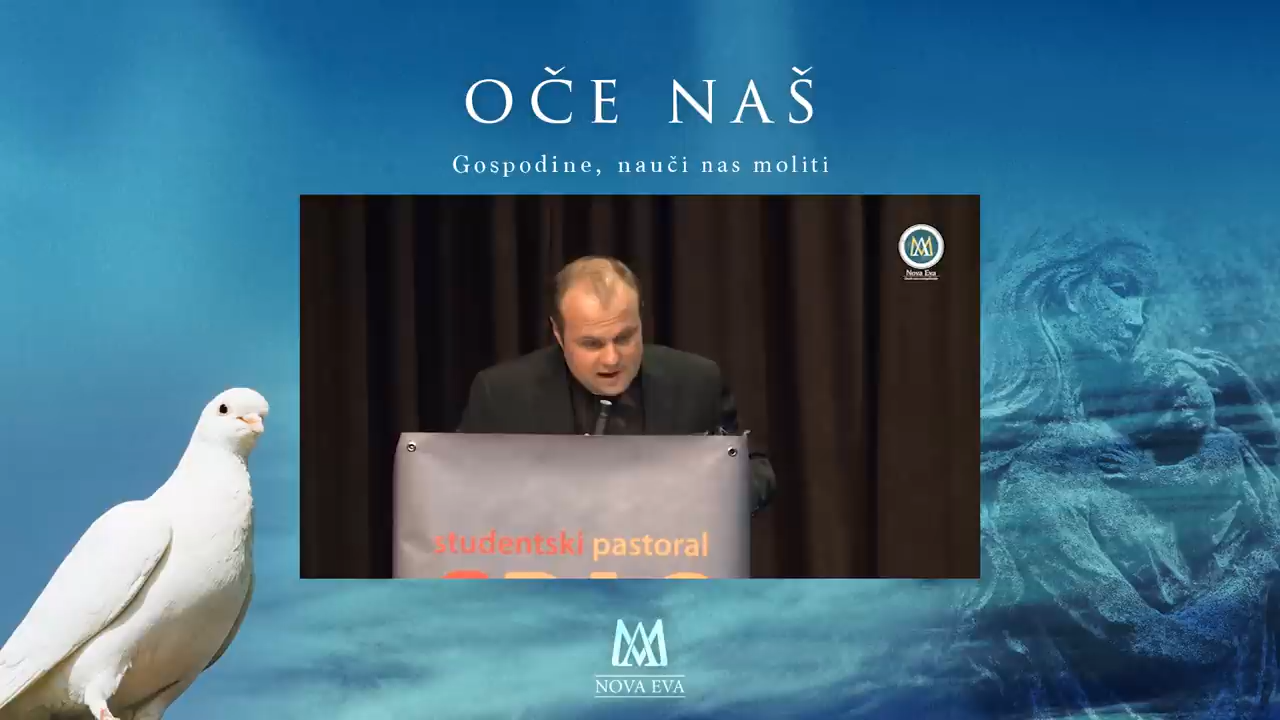 OČE NAŠ
Gospodine, nauči nas moliti
Nova Eva
studentski pastoral
NOVA EVA